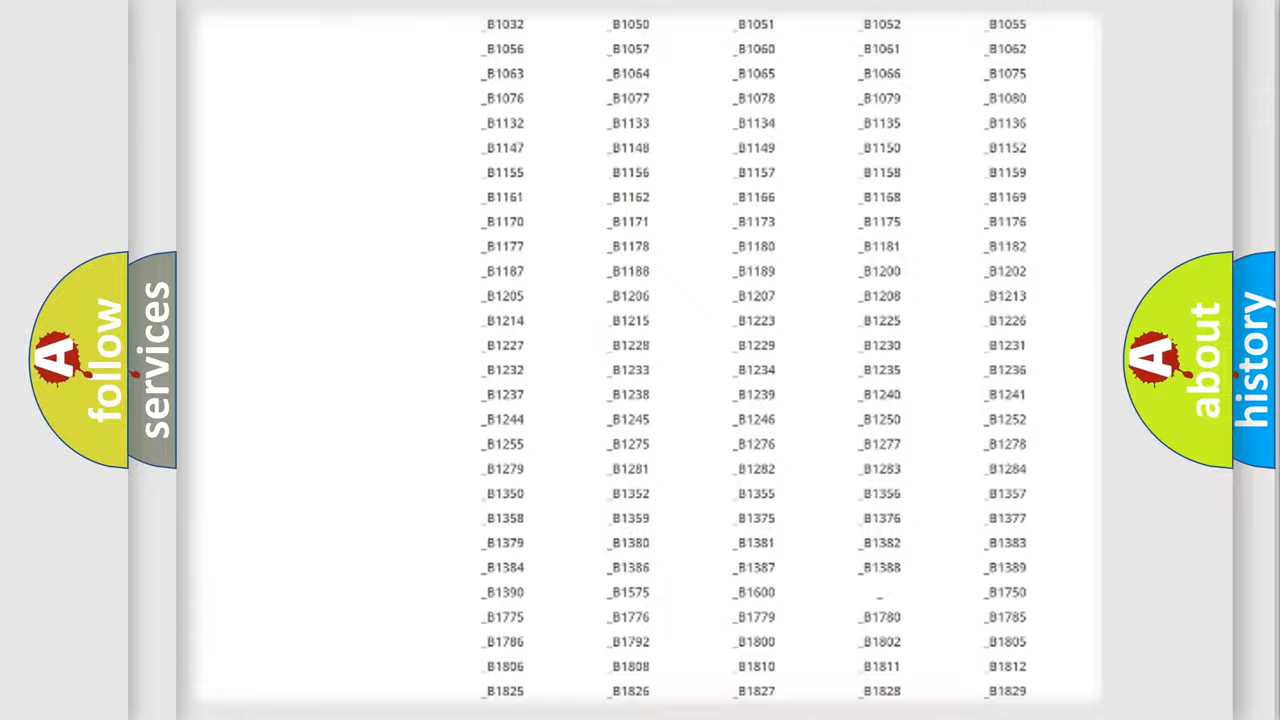 _B1032 _B1050 _B1051 _B1052 _B1055
_B1056 _B1057 _B1060 _B1061 _B1062
_B1063 _B1064 _B1065 _B1066 _B1075
_B1076 _B1077 _B1078 _B1079 _B1080
_B1132 _B1133 _B1134 _B1135 _B1136
_B1147 _B1148 _B1149 _B1150 _B1152
_B1155 _B1156 _B1157 _B1158 _B1159
_B1161 _B1162 _B1166 _B1168 _B1169
_B1170 _B1171 _B1173 _B1175 _B1176
_B1177 _B1178 _B1180 _B1181 _B1182
_B1187 _B1188 _B1189 _B1200 _B1202
_B1205 _B1206 _B1207 _B1208 _B1213
_B1214 _B1215 _B1223 _B1225 _B1226
_B1227 _B1228 _B1229 _B1230 _B1231
_B1232 _B1233 _B1234 _B1235 _B1236
_B1237 _B1238 _B1239 _B1240 _B1241
_B1244 _B1245 _B1246 _B1250 _B1252
_B1255 _B1275 _B1276 _B1277 _B1278
_B1279 _B1281 _B1282 _B1283 _B1284
_B1350 _B1352 _B1355 _B1356 _B1357
_B1358 _B1359 _B1375 _B1376 _B1377
_B1379 _B1380 _B1381 _B1382 _B1383
_B1384 _B1386 _B1387 _B1388 _B1389
_B1390 _B1575 _B1600 _ _B1750
_B1775 _B1776 _B1779 _B1780 _B1785
_B1786 _B1792 _B1800 _B1802 _B1805
_B1806 _B1808 _B1810 _B1811 _B1812
_B1825 _B1826 _B1827 _B1828 _B1829
A
follow
services
A
about
history